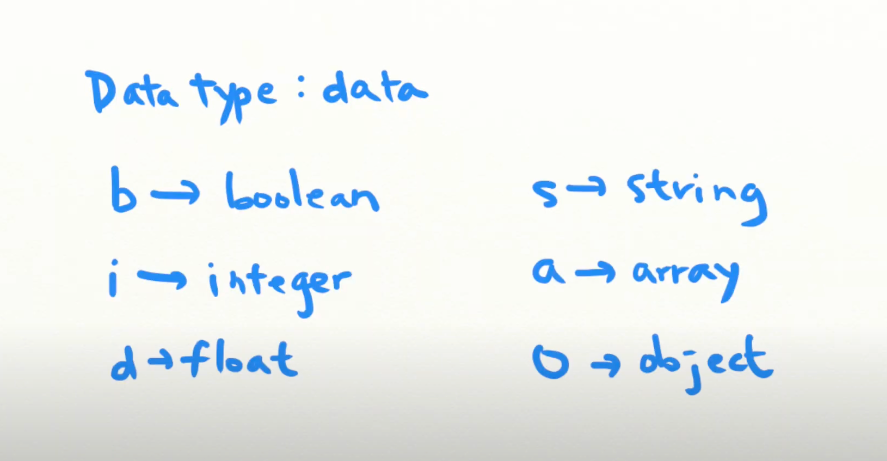 Data type : data
b → boolean
i → integer
d → float
s → string
a → array
O → object